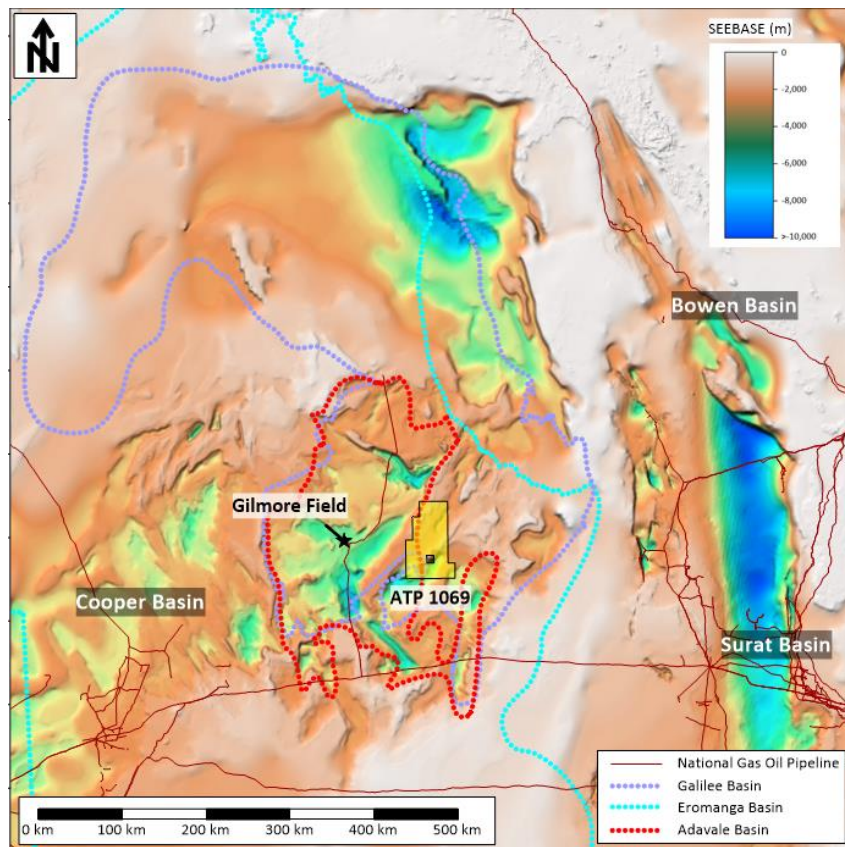 N
SEEBASE (m)
0
-2,000
-4,000
-6,000
-8,000
>-10,000
Bowen Basin
Gilmore Field
Cooper Basin
ATP 1069
Surat Basin
National Gas Oil Pipeline
Galilee Basin
Eromanga Basin
Adavale Basin
0 km 100 km 200 km 300 km 400 km 500 km